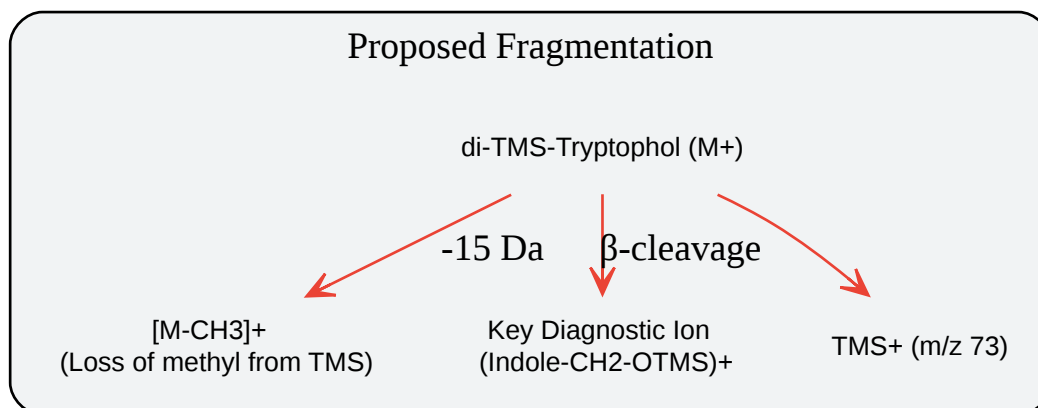 Proposed Fragmentation
di-TMS-Tryptophol (M+)
-15 Da
β-cleavage
[M-CH3]+
(Loss of methyl from TMS)
Key Diagnostic Ion
(Indole-CH2-OTMS)+
TMS+ (m/z 73)